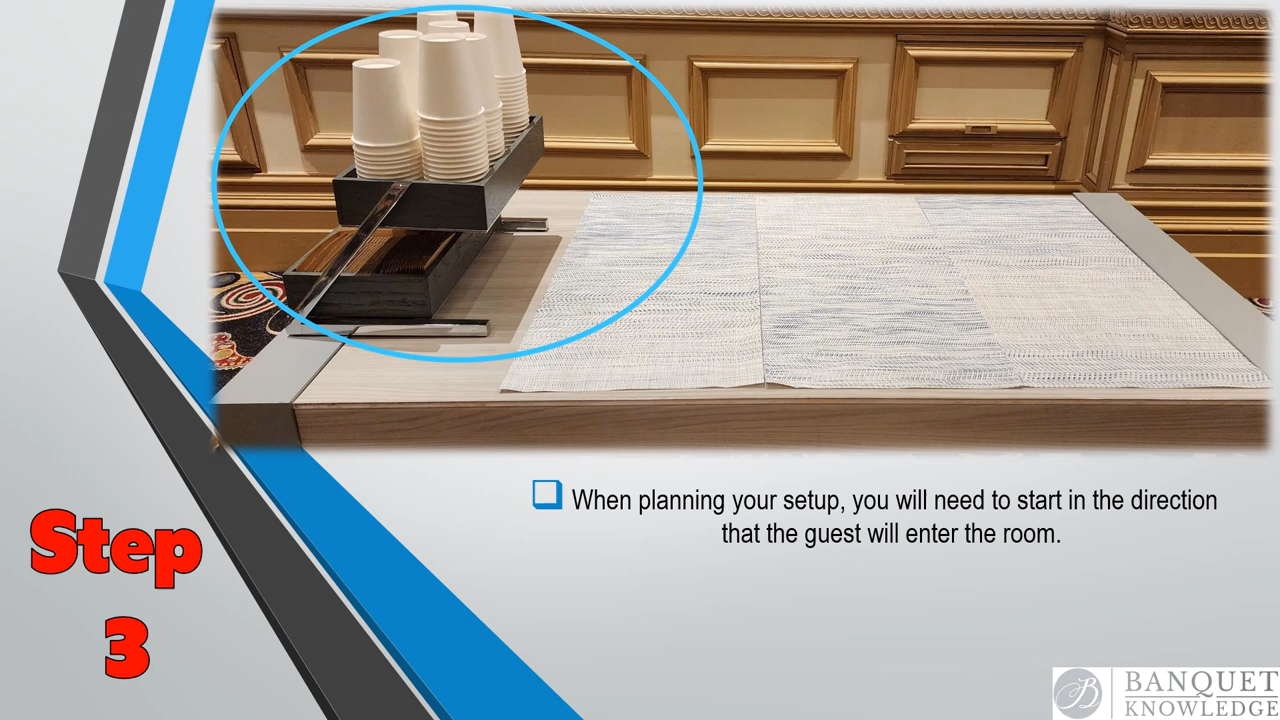 When planning your setup, you will need to start in the direction
that the guest will enter the room.
Step
3
BANQUET
KNOWLEDGE